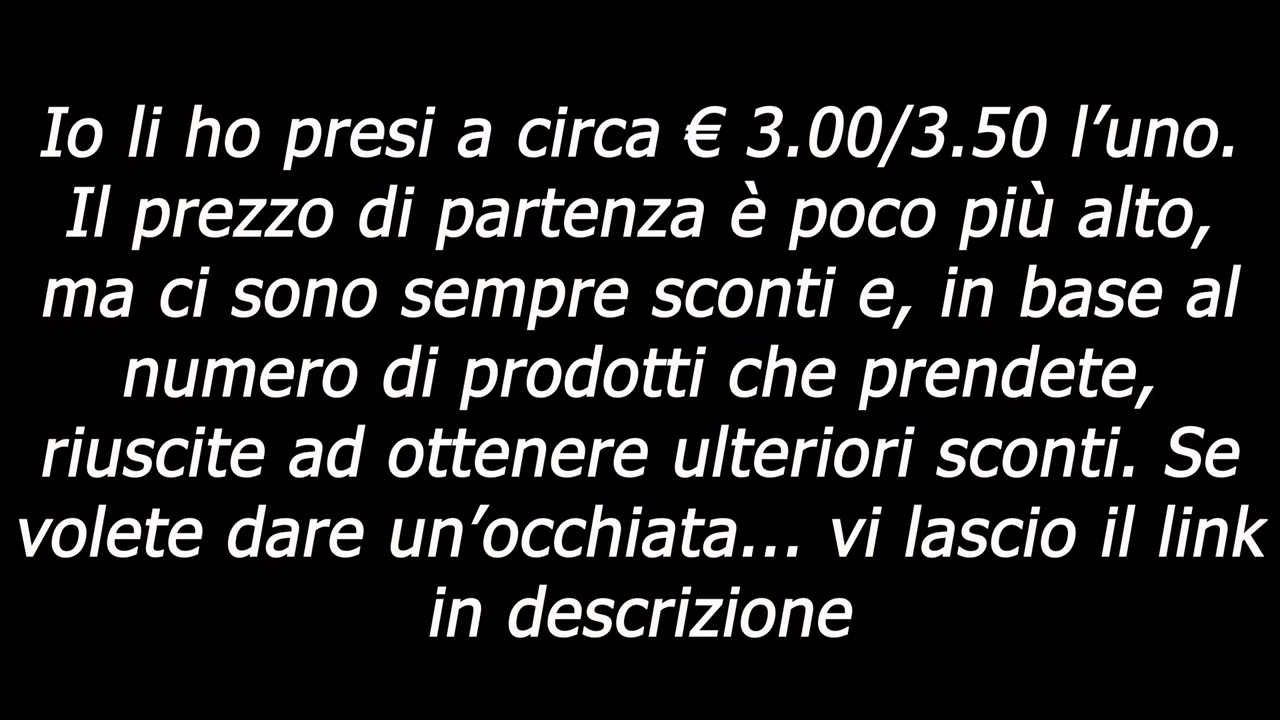 Io li ho presi a circa € 3.00/3.50 l’uno.
Il prezzo di partenza è poco più alto,
ma ci sono sempre sconti e, in base al
numero di prodotti che prendete,
riuscite ad ottenere ulteriori sconti. Se
volete dare un’occhiata... vi lascio il link
in descrizione